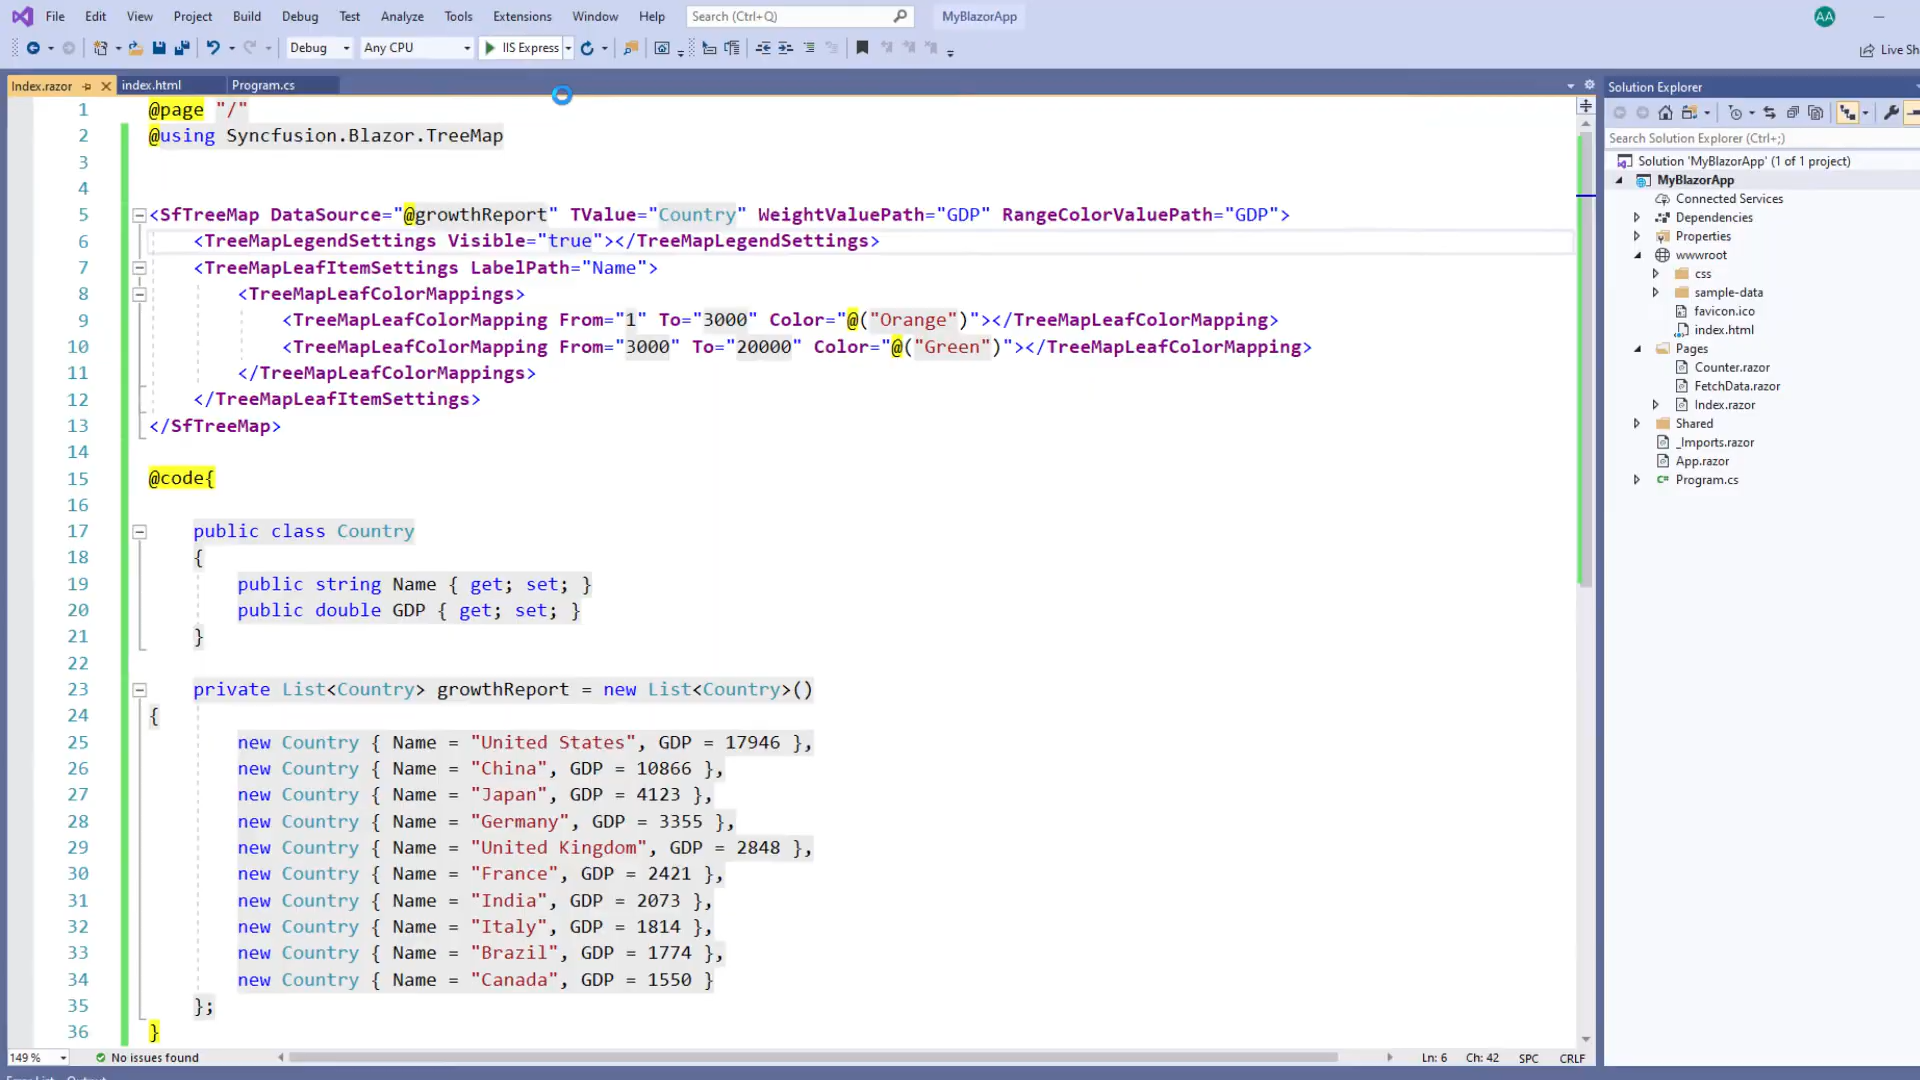 File Edit View Project Build Debug Test Analyze Tools Extensions Window Help Search (Ctrl+Q) MyBlazorApp AA
Debug Any CPU IIS Express Live Sh
Index.razor index.html Program.cs
1 @page "/"
2 @using Syncfusion.Blazor.TreeMap
3
4
5 <SfTreeMap DataSource="@growthReport" TValue="Country" WeightValuePath="GDP" RangeColorValuePath="GDP">
6 <TreeMapLegendSettings Visible="true"></TreeMapLegendSettings>
7 <TreeMapLeafItemSettings LabelPath="Name">
8 <TreeMapLeafColorMappings>
9 <TreeMapLeafColorMapping From="1" To="3000" Color="@("Orange")"></TreeMapLeafColorMapping>
10 <TreeMapLeafColorMapping From="3000" To="20000" Color="@("Green")"></TreeMapLeafColorMapping>
11 </TreeMapLeafColorMappings>
12 </TreeMapLeafItemSettings>
13 </SfTreeMap>
14
15 @code{
16
17 public class Country
18 {
19 public string Name { get; set; }
20 public double GDP { get; set; }
21 }
22
23 private List<Country> growthReport = new List<Country>()
24 {
25 new Country { Name = "United States", GDP = 17946 },
26 new Country { Name = "China", GDP = 10866 },
27 new Country { Name = "Japan", GDP = 4123 },
28 new Country { Name = "Germany", GDP = 3355 },
29 new Country { Name = "United Kingdom", GDP = 2848 },
30 new Country { Name = "France", GDP = 2421 },
31 new Country { Name = "India", GDP = 2073 },
32 new Country { Name = "Italy", GDP = 1814 },
33 new Country { Name = "Brazil", GDP = 1774 },
34 new Country { Name = "Canada", GDP = 1550 }
35 };
36 }
149 % No issues found Ln: 6 Ch: 42 SPC CRLF
Solution Explorer
Search Solution Explorer (Ctrl+;)
Solution 'MyBlazorApp' (1 of 1 project)
MyBlazorApp
Connected Services
Dependencies
Properties
wwwroot
css
sample-data
favicon.ico
index.html
Pages
Counter.razor
FetchData.razor
Index.razor
Shared
_Imports.razor
App.razor
C# Program.cs